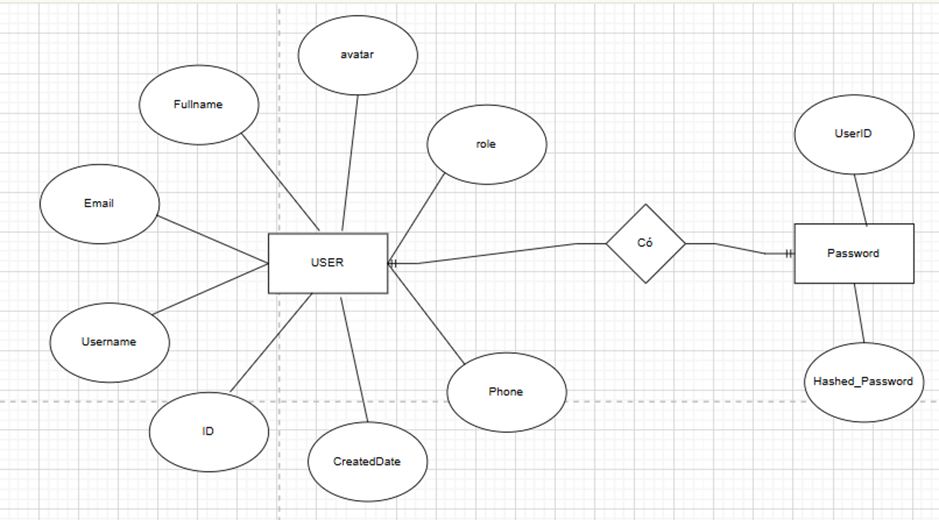 avatar
Fullname
role
UserID
Email
USER
Có
Password
Username
Phone
Hashed_Password
ID
CreatedDate